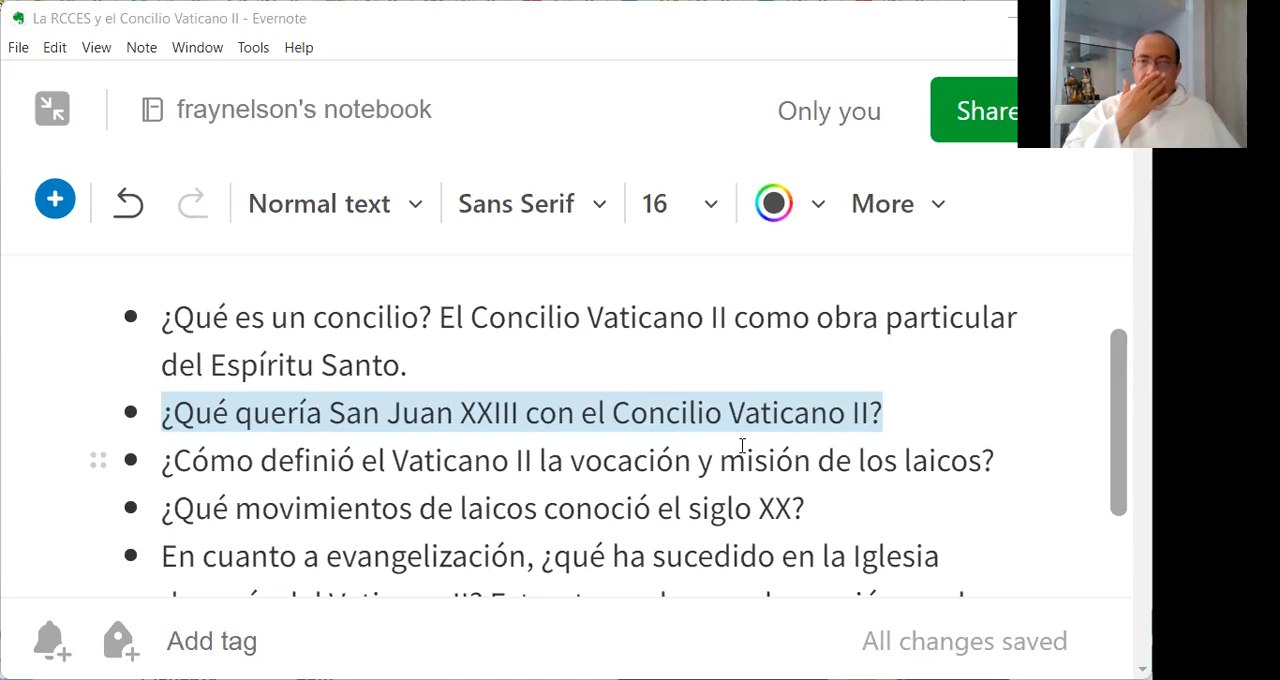 La RCCES y el Concilio Vaticano II - Evernote
File Edit View Note Window Tools Help
fraynelson's notebook
Only you
Share
Normal text
Sans Serif
16
More
• ¿Qué es un concilio? El Concilio Vaticano II como obra particular
del Espíritu Santo.
• ¿Qué quería San Juan XXIII con el Concilio Vaticano II?
• ¿Cómo definió el Vaticano II la vocación y misión de los laicos?
• ¿Qué movimientos de laicos conoció el siglo XX?
• En cuanto a evangelización, ¿qué ha sucedido en la Iglesia
Add tag
All changes saved